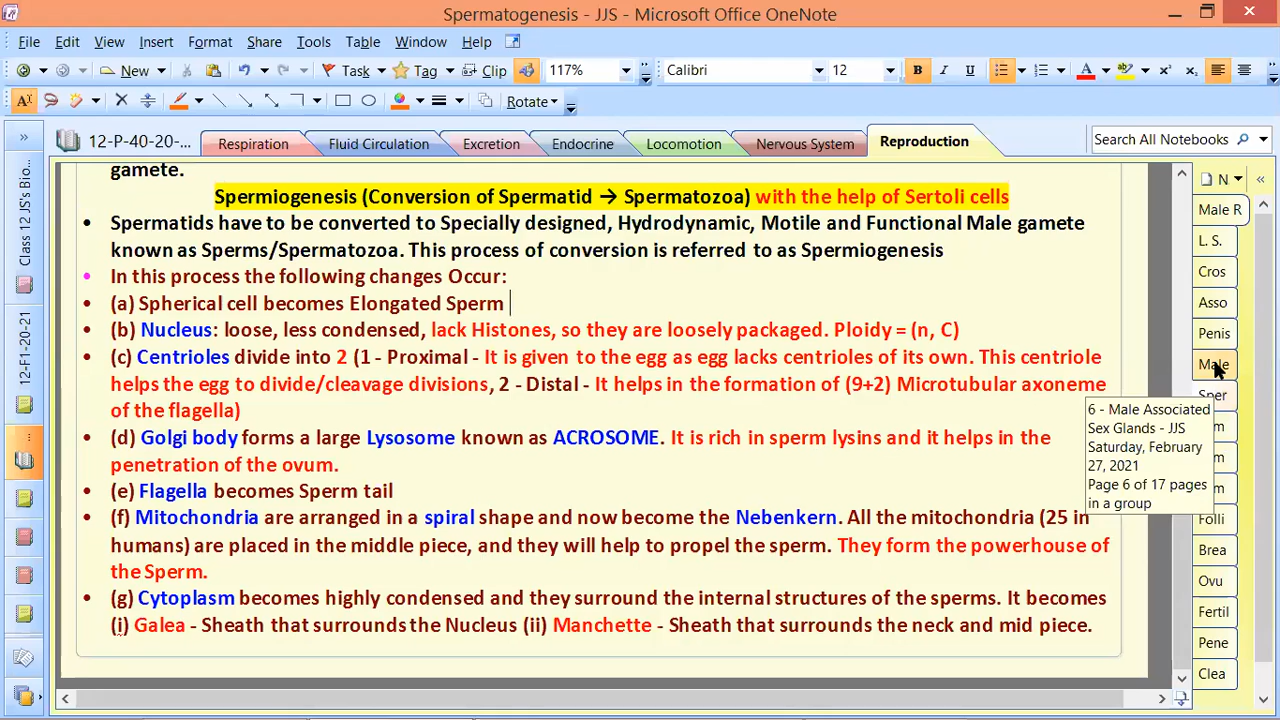 Spermatogenesis - JJS - Microsoft Office OneNote
File Edit View Insert Format Share Tools Table Window Help
New Task Tag Clip 117% Calibri 12 B I U
Rotate
12-P-40-20-... Respiration Fluid Circulation Excretion Endocrine Locomotion Nervous System Reproduction Search All Notebooks
gamete.
Spermiogenesis (Conversion of Spermatid → Spermatozoa) with the help of Sertoli cells
• Spermatids have to be converted to Specially designed, Hydrodynamic, Motile and Functional Male gamete
known as Sperms/Spermatozoa. This process of conversion is referred to as Spermiogenesis
• In this process the following changes Occur:
• (a) Spherical cell becomes Elongated Sperm
• (b) Nucleus: loose, less condensed, lack Histones, so they are loosely packaged. Ploidy = (n, C)
• (c) Centrioles divide into 2 (1 - Proximal - It is given to the egg as egg lacks centrioles of its own. This centriole
helps the egg to divide/cleavage divisions, 2 - Distal - It helps in the formation of (9+2) Microtubular axoneme
of the flagella)
• (d) Golgi body forms a large Lysosome known as ACROSOME. It is rich in sperm lysins and it helps in the
penetration of the ovum.
• (e) Flagella becomes Sperm tail
• (f) Mitochondria are arranged in a spiral shape and now become the Nebenkern. All the mitochondria (25 in
humans) are placed in the middle piece, and they will help to propel the sperm. They form the powerhouse of
the Sperm.
• (g) Cytoplasm becomes highly condensed and they surround the internal structures of the sperms. It becomes
(i) Galea - Sheath that surrounds the Nucleus (ii) Manchette - Sheath that surrounds the neck and mid piece.
Class 12 JJ'S Bio...
12-F1-20-21
N
Male R
L. S.
Cros
Asso
Penis
Male
Sper
6 - Male Associated
Sex Glands - JJS
Saturday, February
27, 2021
Page 6 of 17 pages
in a group
m
m
m
Folli
Brea
Ovu
Fertil
Pene
Clea